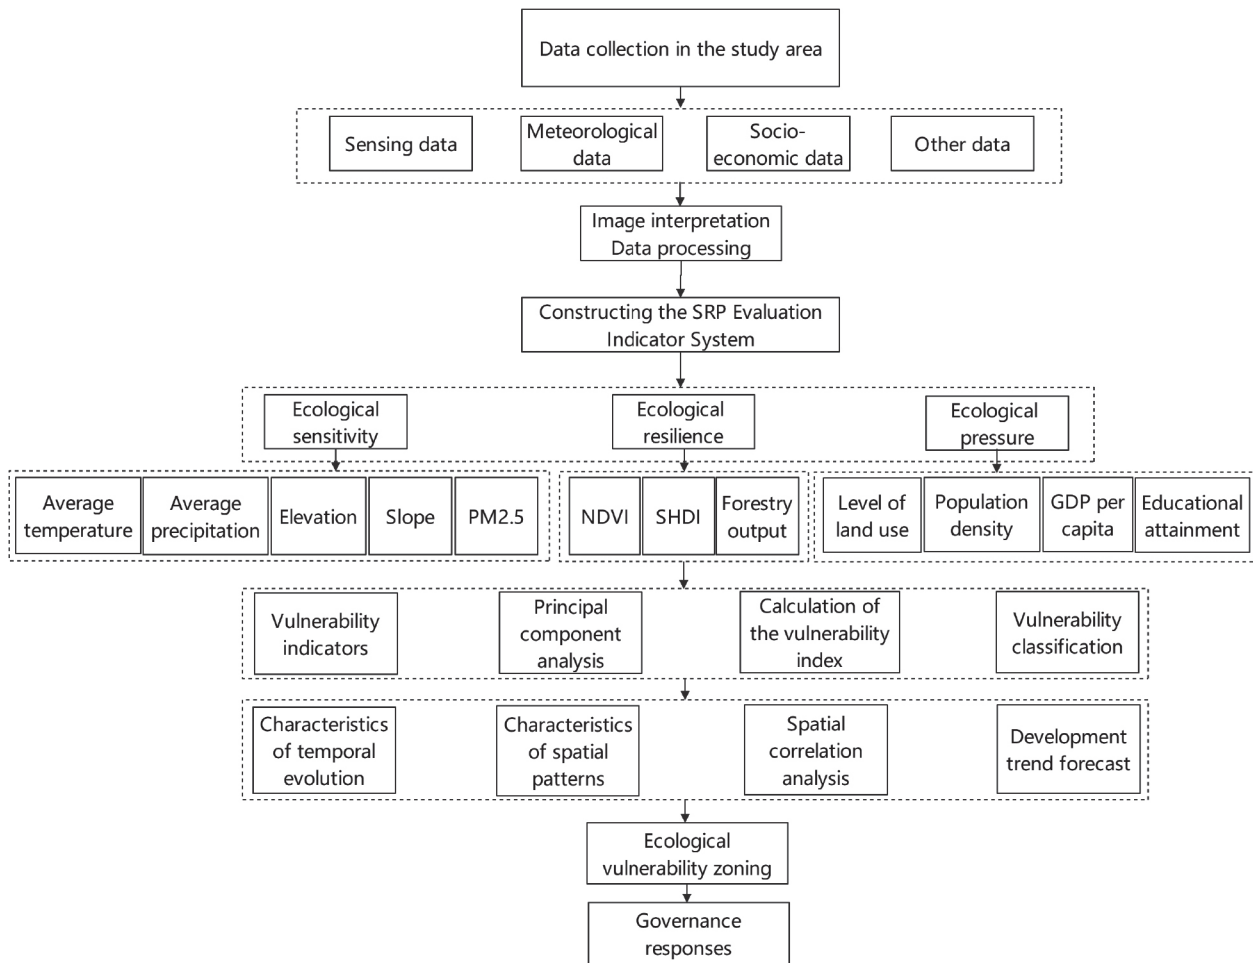 Data collection in the study area
Sensing data
Meteorological
data
Socio-
economic data
Other data
Image interpretation
Data processing
Constructing the SRP Evaluation
Indicator System
Ecological
sensitivity
Ecological
resilience
Ecological
pressure
Average
temperature
Average
precipitation
Elevation
Slope
PM2.5
NDVI
SHDI
Forestry
output
Level of
land use
Population
density
GDP per
capita
Educational
attainment
Vulnerability
indicators
Principal
component
analysis
Calculation of
the vulnerability
index
Vulnerability
classification
Characteristics
of temporal
evolution
Characteristics
of spatial
patterns
Spatial
correlation
analysis
Development
trend forecast
Ecological
vulnerability zoning
Governance
responses